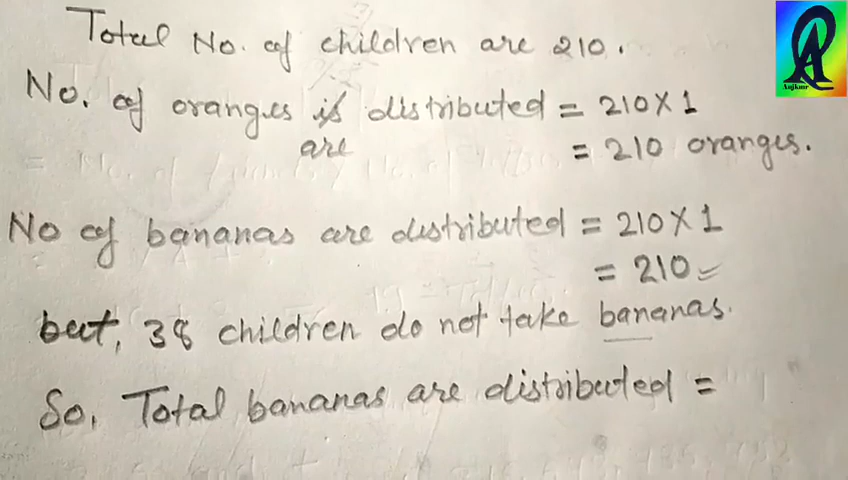 Total No. of children are 210.
No. of oranges is distributed = 210 X 1
are = 210 oranges.
No of bananas are distributed = 210 X 1
= 210
but, 38 children do not take bananas.
So, Total bananas are distributed =
Anjkmr